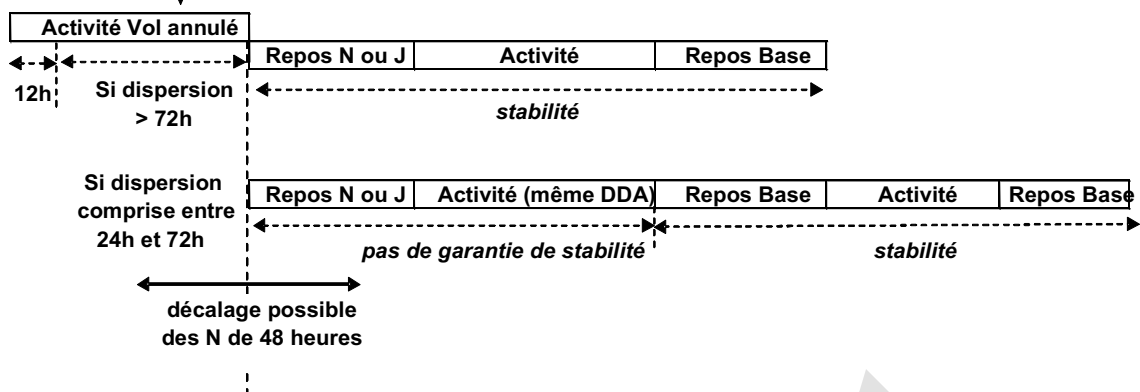 Activité Vol annulé
Repos N ou J Activité Repos Base
12h Si dispersion
> 72h
stabilité
Si dispersion
comprise entre
24h et 72h
Repos N ou J Activité (même DDA) Repos Base Activité Repos Base
pas de garantie de stabilité stabilité
décalage possible
des N de 48 heures